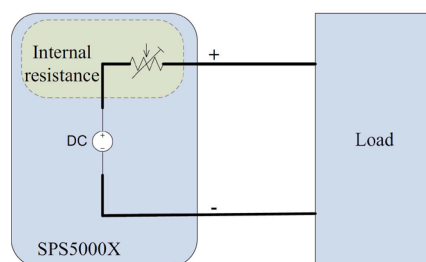 Internal
resistance
+
DC
+
-
Load
-
SPS5000X